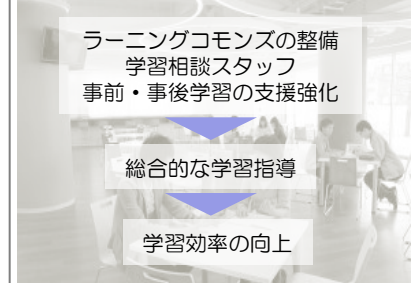 ラーニングコモンズの整備
学習相談スタッフ
事前・事後学習の支援強化
総合的な学習指導
学習効率の向上